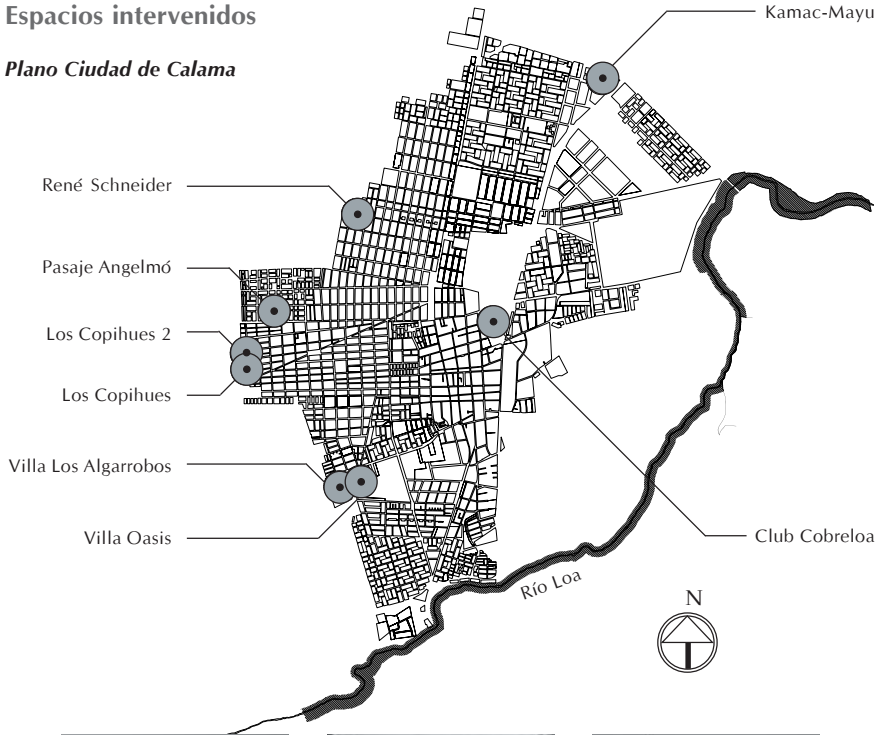 Espacios intervenidos
Plano Ciudad de Calama
Kamac-Mayu
René Schneider
Pasaje Angelmó
Los Copihues 2
Los Copihues
Villa Los Algarrobos
Villa Oasis
Club Cobreloa
Río Loa
N